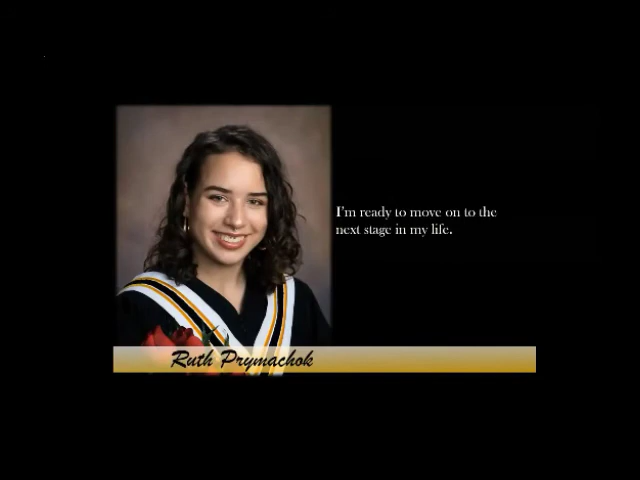 I'm ready to move on to the
next stage in my life.
Ruth Prymachok